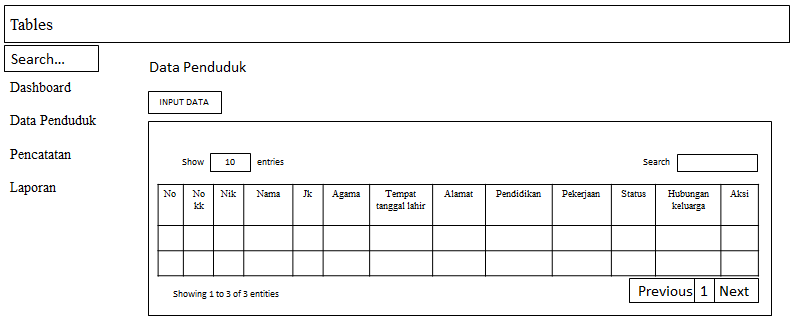 Tables
Search...
Dashboard
Data Penduduk
Pencatatan
Laporan
Data Penduduk
INPUT DATA
Show 10 entries
Search
No No kk Nik Nama Jk Agama Tempat tanggal lahir Alamat Pendidikan Pekerjaan Status Hubungan keluarga Aksi
Showing 1 to 3 of 3 entities
Previous 1 Next